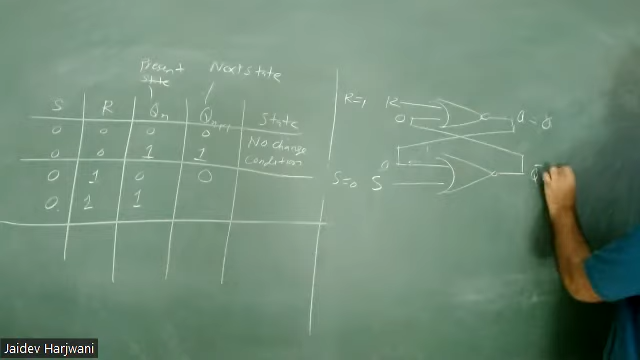 Present state
Next state
S R Qn Qn+1 State
0 0 0 0 No change
0 0 1 1 condition
0 1 0 0
0. 1 1
R=1 R
0 Q = 0
0 1
S=0 S Q
Jaidev Harjwani